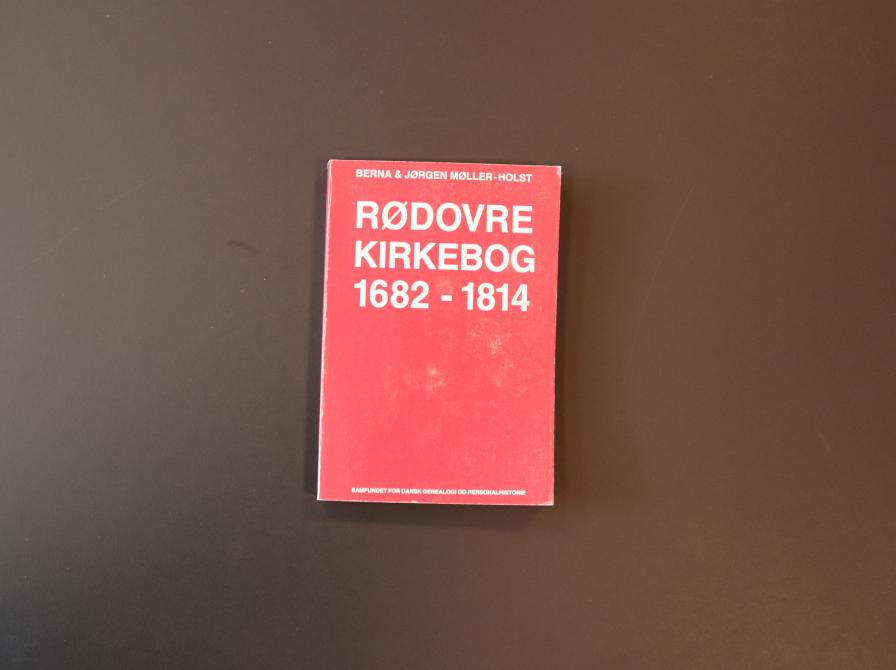 BERNA & JØRGEN MØLLER-HOLST
RØDOVRE
KIRKEBOG
1682 - 1814
SAMFUNDET FOR DANSK GENEALOGI OG PERSONALHISTORIE